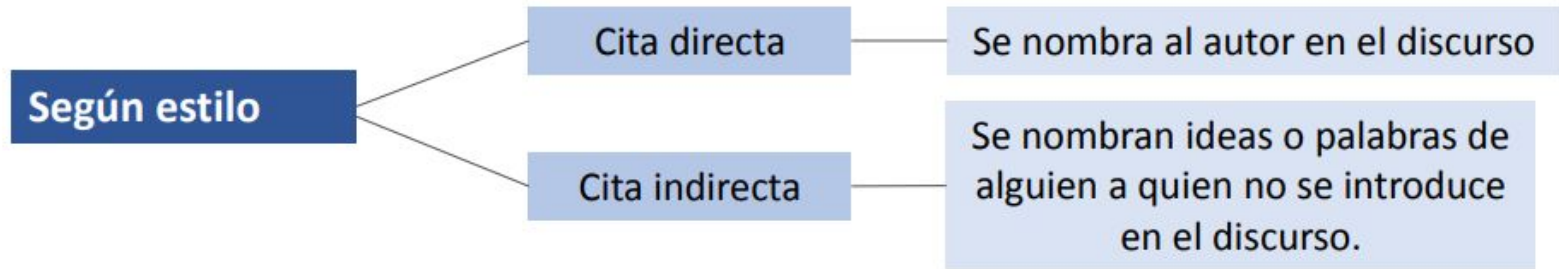 Según estilo
Cita directa
Se nombra al autor en el discurso
Cita indirecta
Se nombran ideas o palabras de
alguien a quien no se introduce
en el discurso.